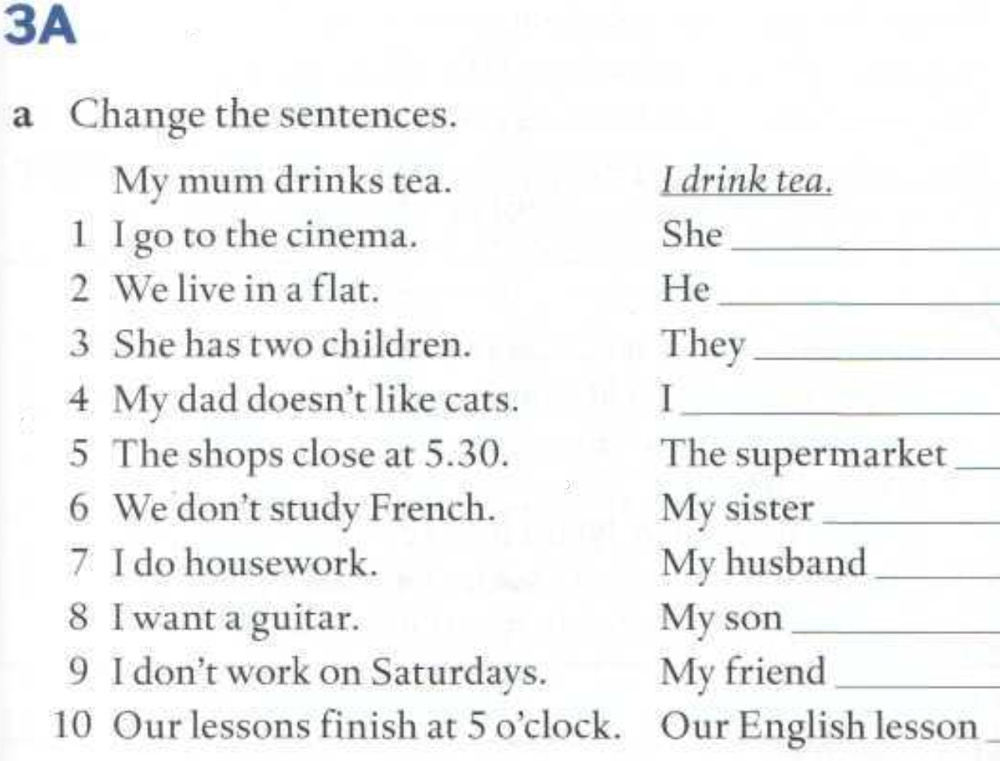 3A
a Change the sentences.
My mum drinks tea. I drink tea.
1 I go to the cinema. She
2 We live in a flat. He
3 She has two children. They
4 My dad doesn't like cats. I
5 The shops close at 5.30. The supermarket
6 We don't study French. My sister
7 I do housework. My husband
8 I want a guitar. My son
9 I don't work on Saturdays. My friend
10 Our lessons finish at 5 o'clock. Our English lesson